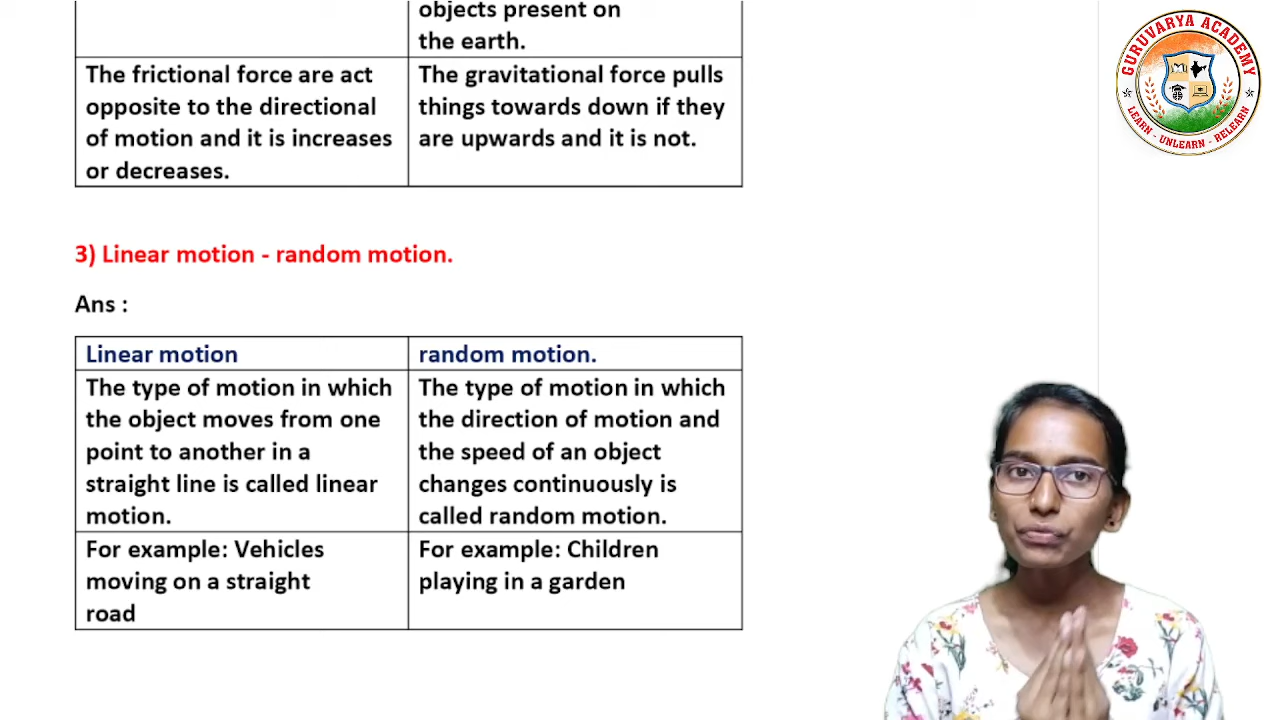 objects present on
the earth.
The frictional force are act
opposite to the directional
of motion and it is increases
or decreases.
The gravitational force pulls
things towards down if they
are upwards and it is not.
3) Linear motion - random motion.
Ans :
Linear motion
random motion.
The type of motion in which
the object moves from one
point to another in a
straight line is called linear
motion.
The type of motion in which
the direction of motion and
the speed of an object
changes continuously is
called random motion.
For example: Vehicles
moving on a straight
road
For example: Children
playing in a garden
GURUVARYA ACADEMY
LEARN - UNLEARN - RELEARN